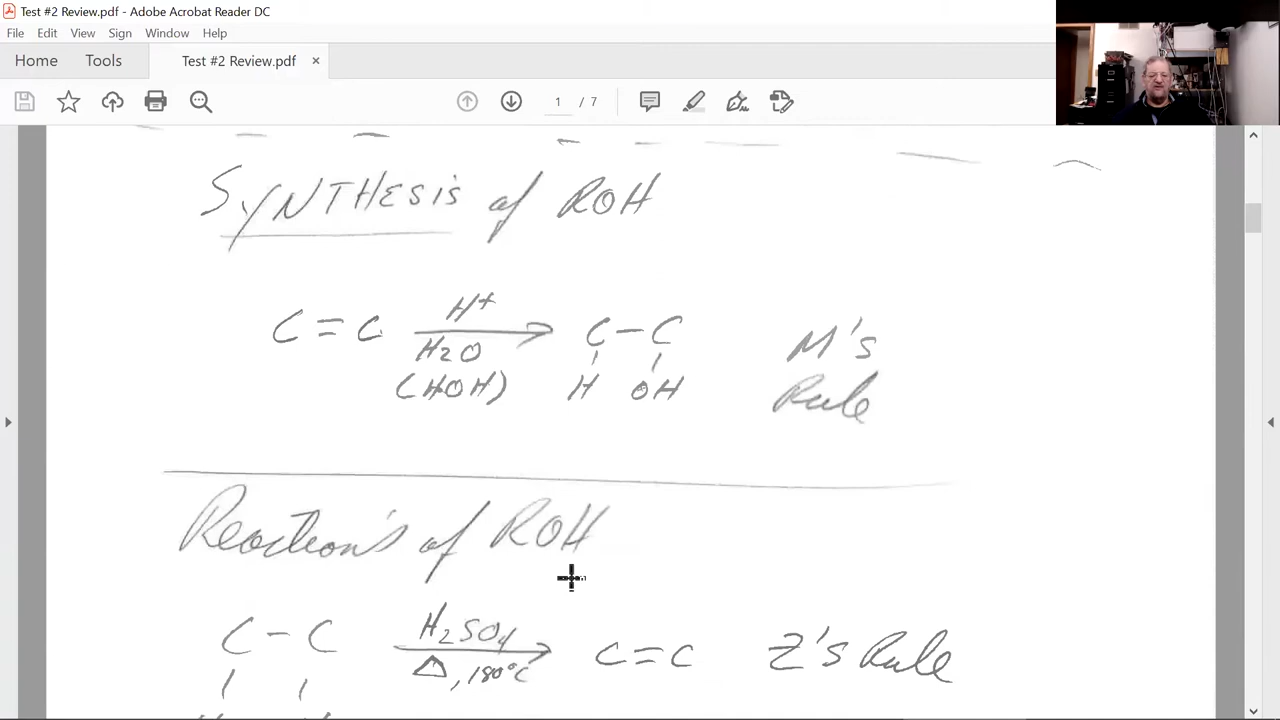 Test #2 Review.pdf - Adobe Acrobat Reader DC
File Edit View Sign Window Help
Home Tools Test #2 Review.pdf ×
1 / 7
SYNTHESis of ROH
C = C H+ H2O (HOH) C - C H OH
M's
Rule
Reaction's of ROH
C - C H2SO4 Δ, 180°C C = C Z's Rule